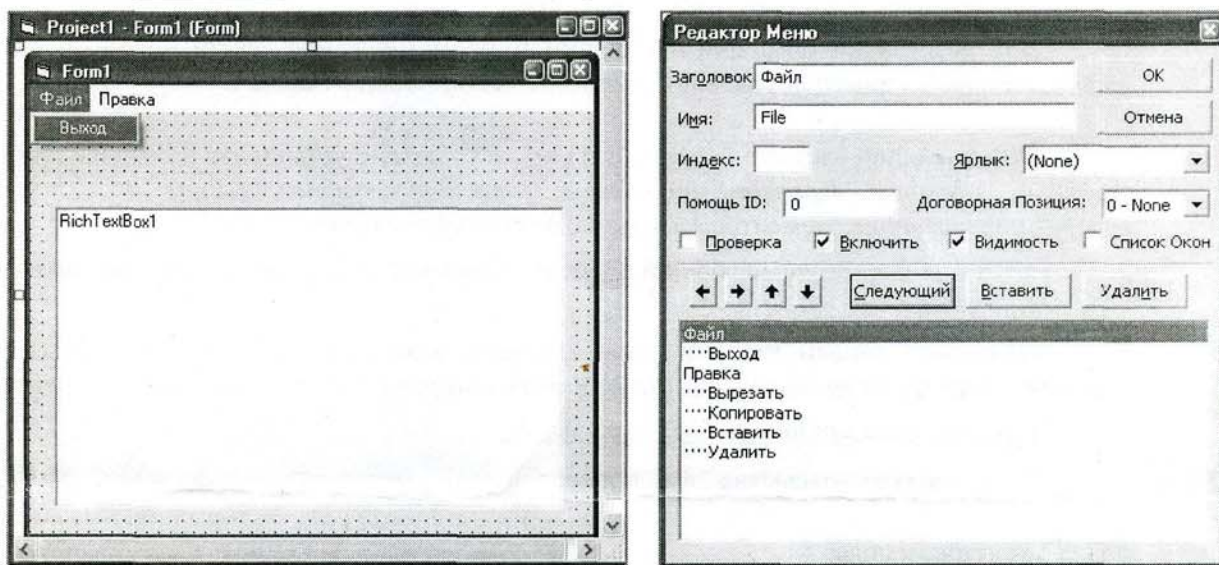 Project1 - Form1 (Form)
Form1
Файл Правка
Выход
RichTextBox1
Редактор Меню
Заголовок Файл
OK
Имя: File
Отмена
Индекс: Ярлык: (None)
Помощь ID: 0 Договорная Позиция: 0 - None
Проверка Включить Видимость Список Окон
Следующий Вставить Удалить
Файл
····Выход
Правка
····Вырезать
····Копировать
····Вставить
····Удалить